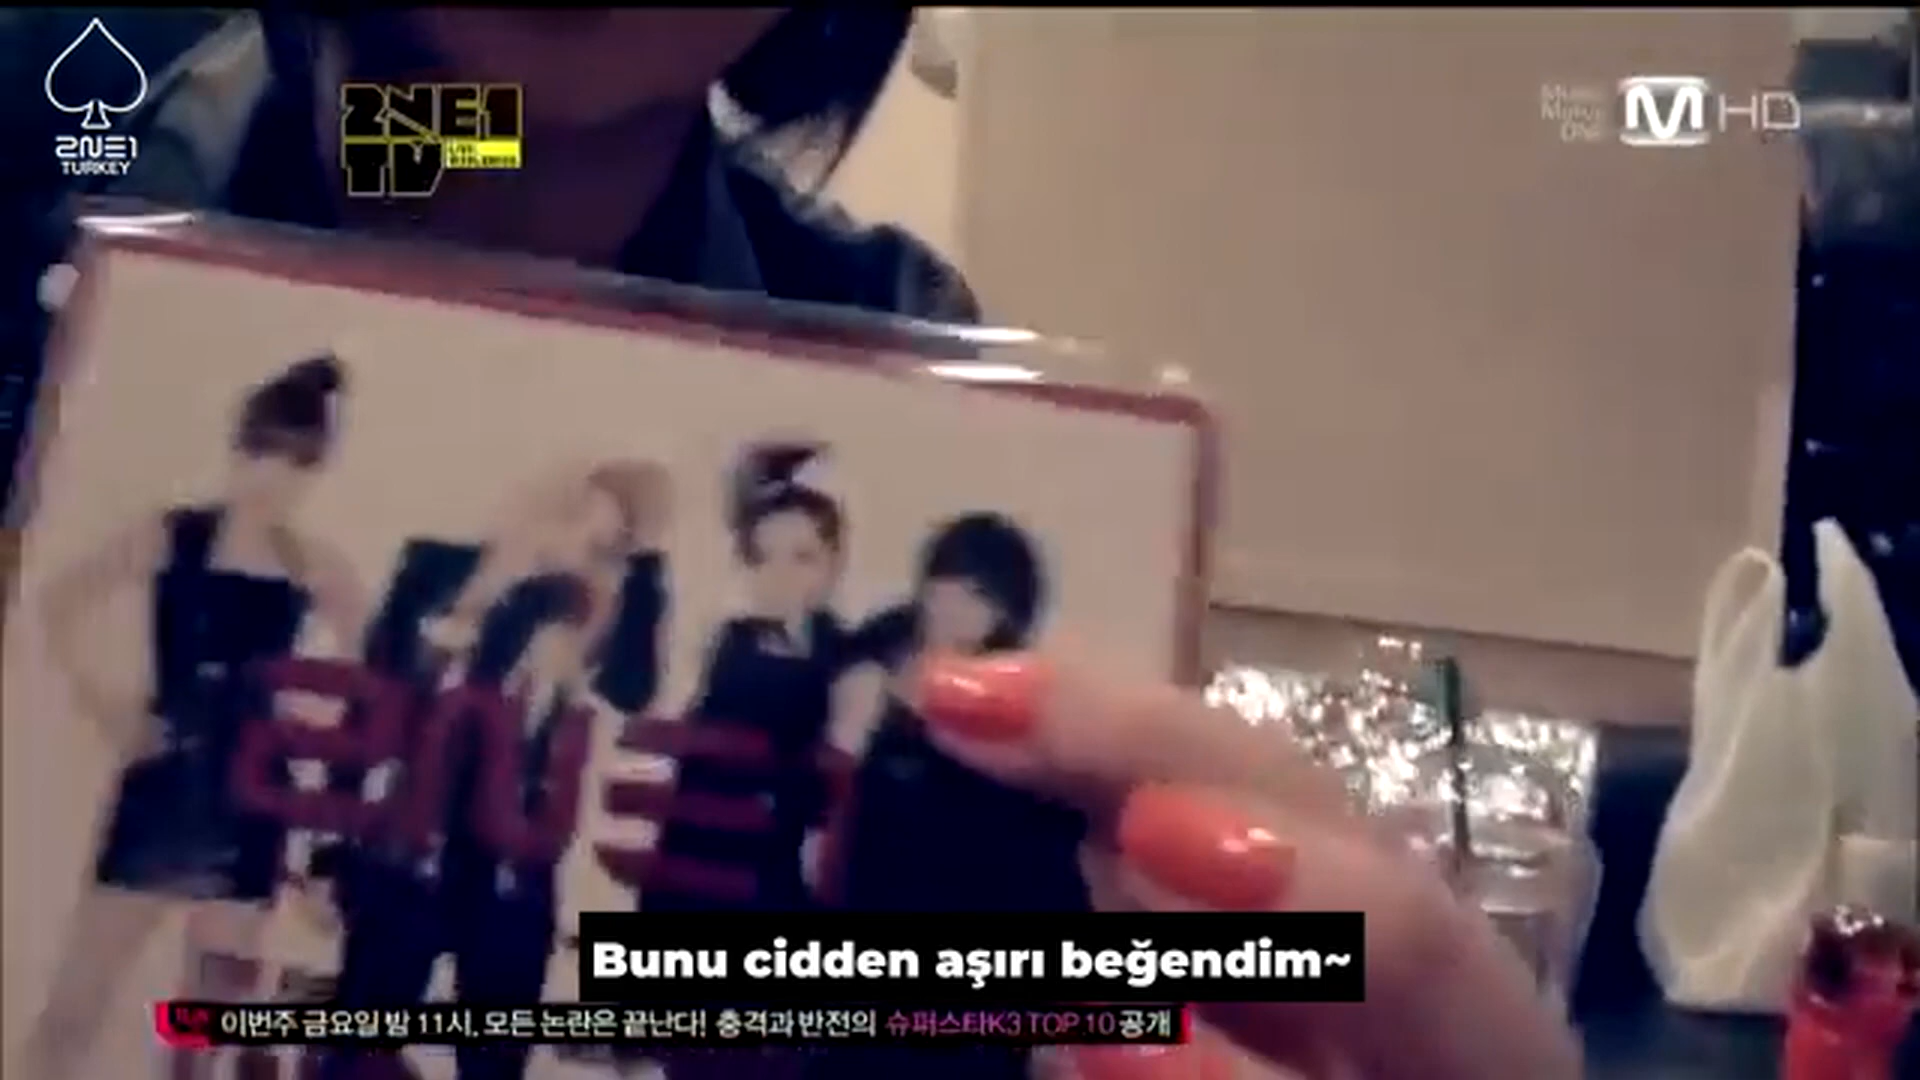 2NE1
TURKEY
2NE1
TV
HD
2NE
Bunu cidden aşırı beğendim~
이번주 금요일 밤 11시, 모든 논란은 끝난다! 충격과 반전의 슈퍼스타K3 TOP.10 공개